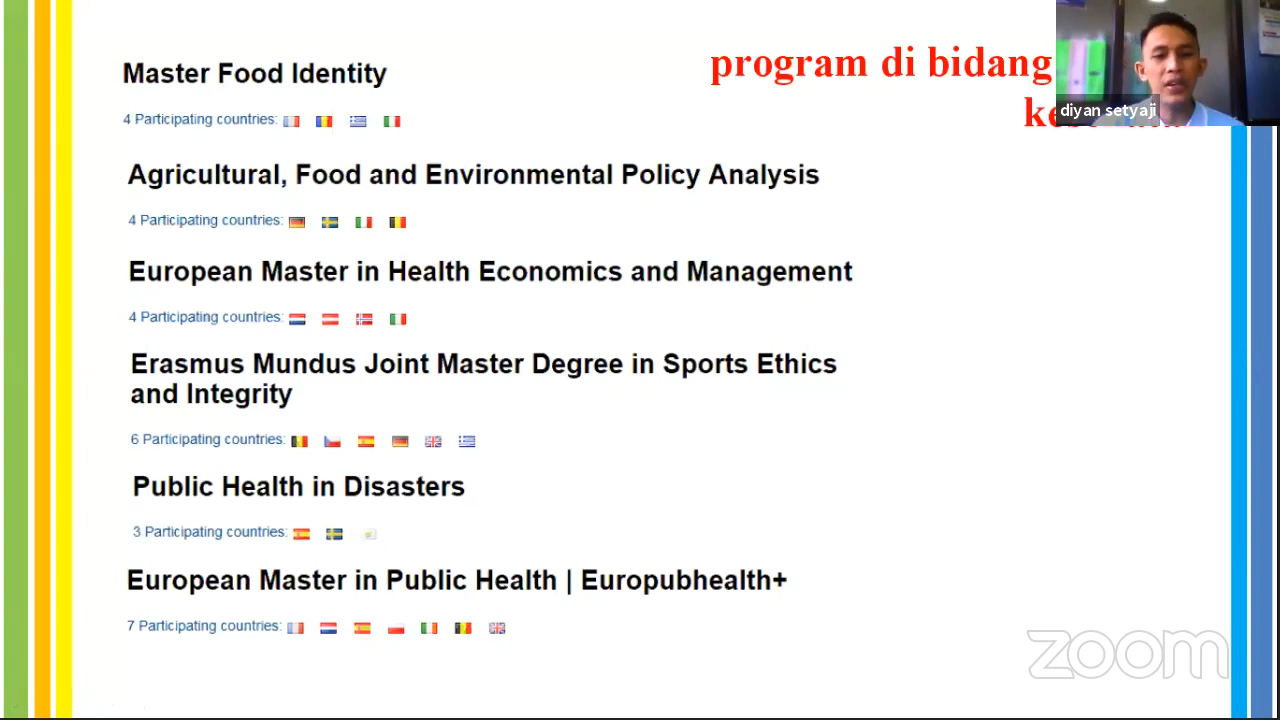 program di bidang
Master Food Identity
4 Participating countries:
Agricultural, Food and Environmental Policy Analysis
4 Participating countries:
European Master in Health Economics and Management
4 Participating countries:
Erasmus Mundus Joint Master Degree in Sports Ethics
and Integrity
6 Participating countries:
Public Health in Disasters
3 Participating countries:
European Master in Public Health | Europubhealth+
7 Participating countries:
diyan setyaji
zoom